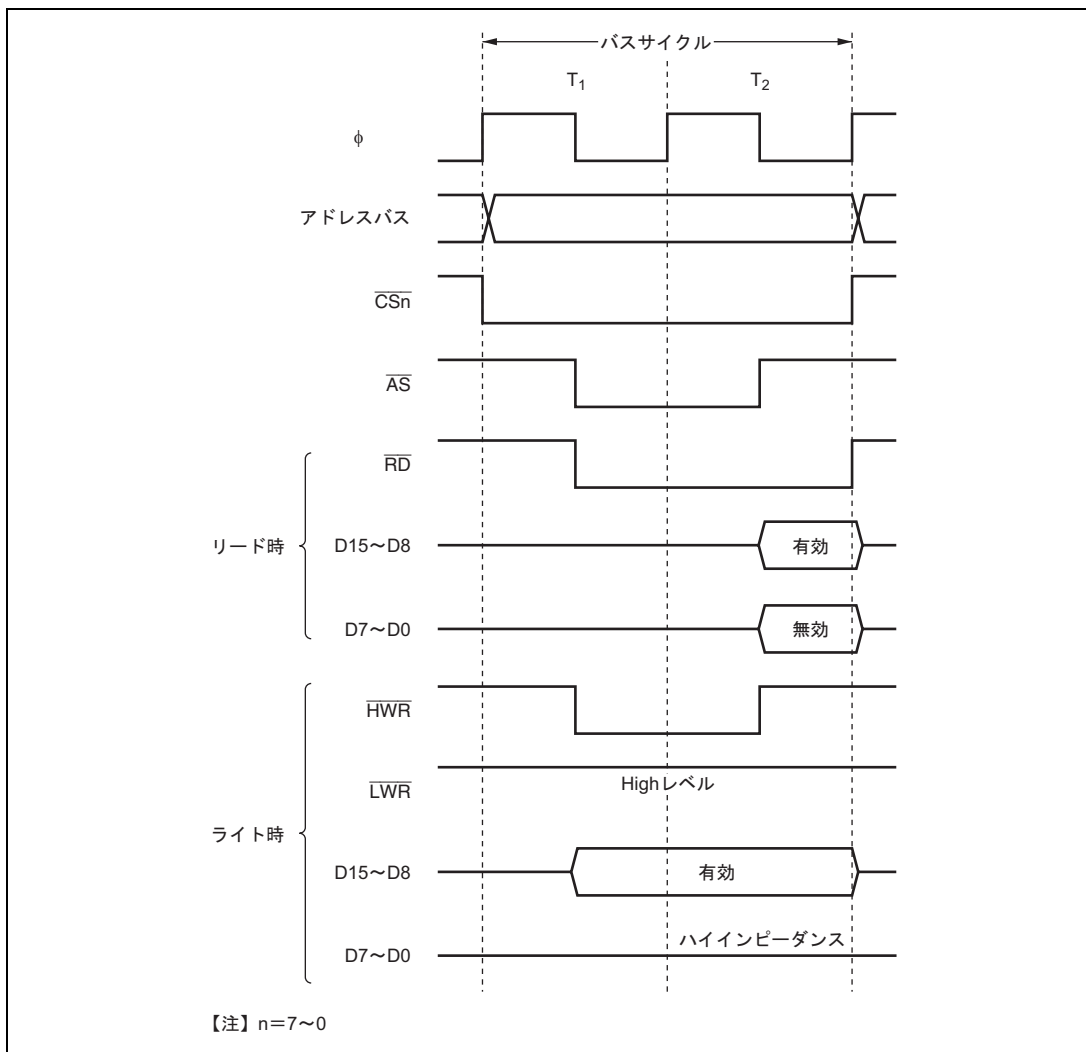 バスサイクル
T1 T2
φ
アドレスバス
CSn
AS
RD
リード時 D15～D8 有効
D7～D0 無効
HWR
LWR Highレベル
ライト時
D15～D8 有効
D7～D0 ハイインピーダンス
【注】n＝7～0